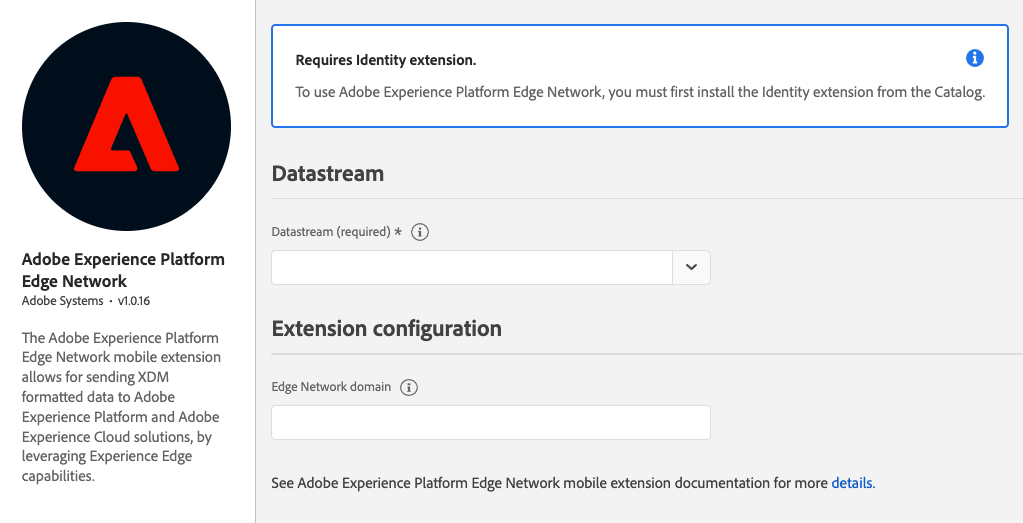 Adobe Experience Platform
Edge Network
Adobe Systems • v1.0.16
The Adobe Experience Platform
Edge Network mobile extension
allows for sending XDM
formatted data to Adobe
Experience Platform and Adobe
Experience Cloud solutions, by
leveraging Experience Edge
capabilities.
Requires Identity extension.
To use Adobe Experience Platform Edge Network, you must first install the Identity extension from the Catalog.
Datastream
Datastream (required) *
Extension configuration
Edge Network domain
See Adobe Experience Platform Edge Network mobile extension documentation for more details.